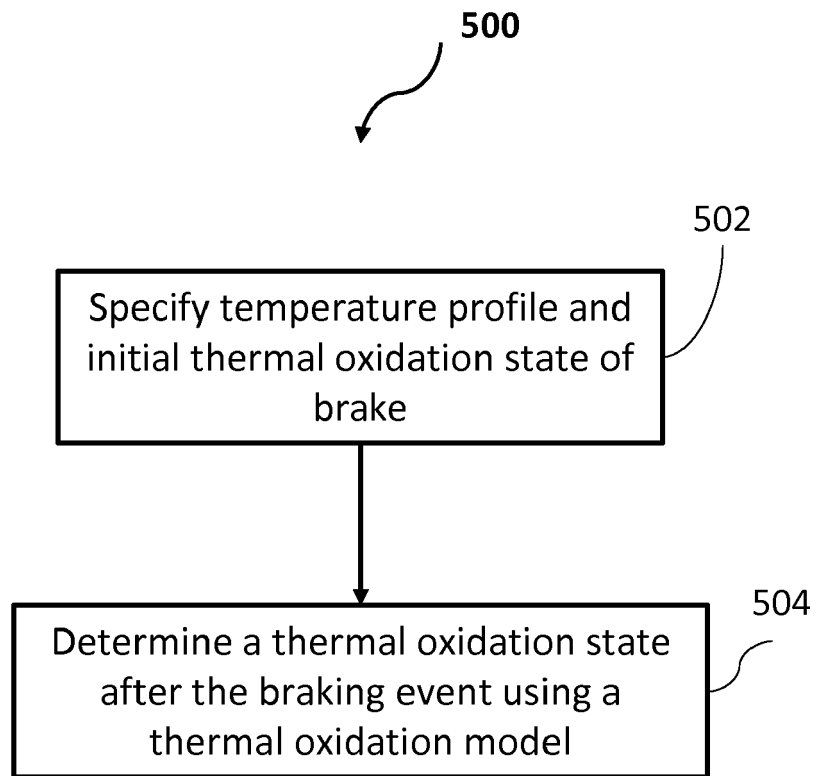 500
502
Specify temperature profile and
initial thermal oxidation state of
brake
504
Determine a thermal oxidation state
after the braking event using a
thermal oxidation model